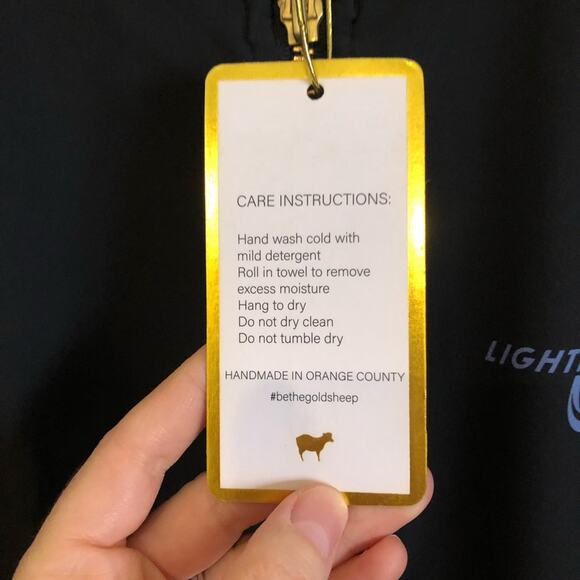 CARE INSTRUCTIONS:
Hand wash cold with
mild detergent
Roll in towel to remove
excess moisture
Hang to dry
Do not dry clean
Do not tumble dry
HANDMADE IN ORANGE COUNTY
#bethegoldsheep